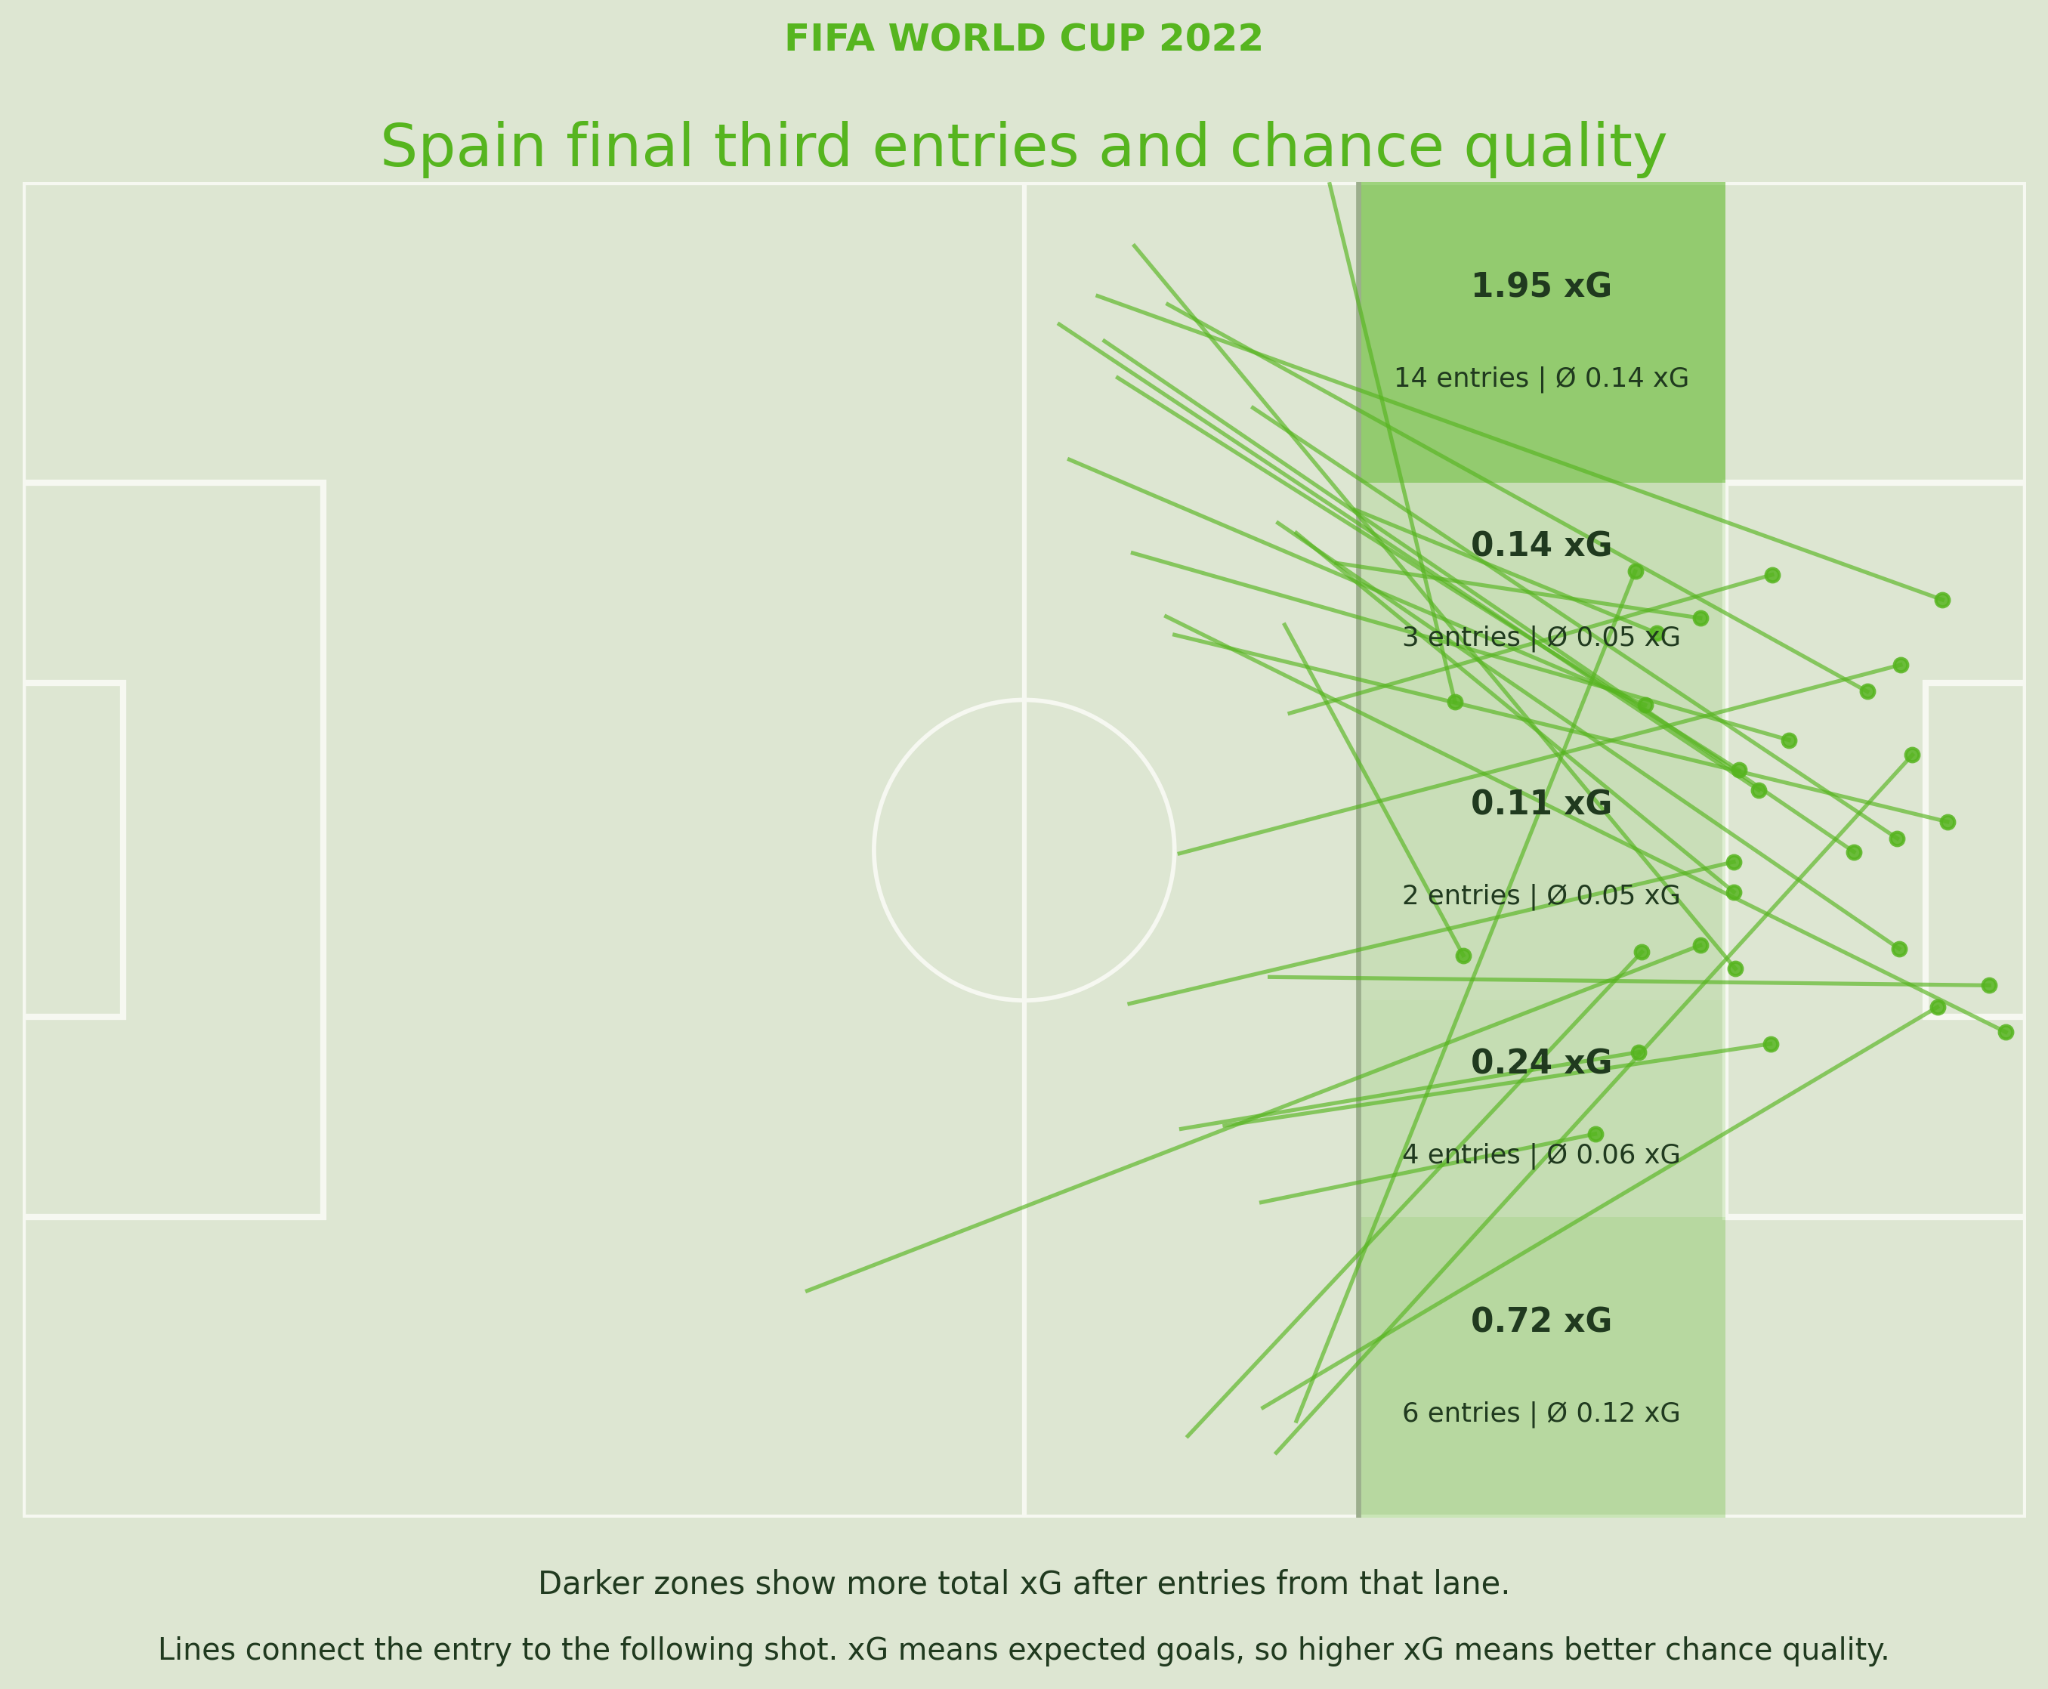 FIFA WORLD CUP 2022
Spain final third entries and chance quality
1.95 xG
14 entries | Ø 0.14 xG
0.14 xG
3 entries | Ø 0.05 xG
0.11 xG
2 entries | Ø 0.05 xG
0.24 xG
4 entries | Ø 0.06 xG
0.72 xG
6 entries | Ø 0.12 xG
Darker zones show more total xG after entries from that lane.
Lines connect the entry to the following shot. xG means expected goals, so higher xG means better chance quality.